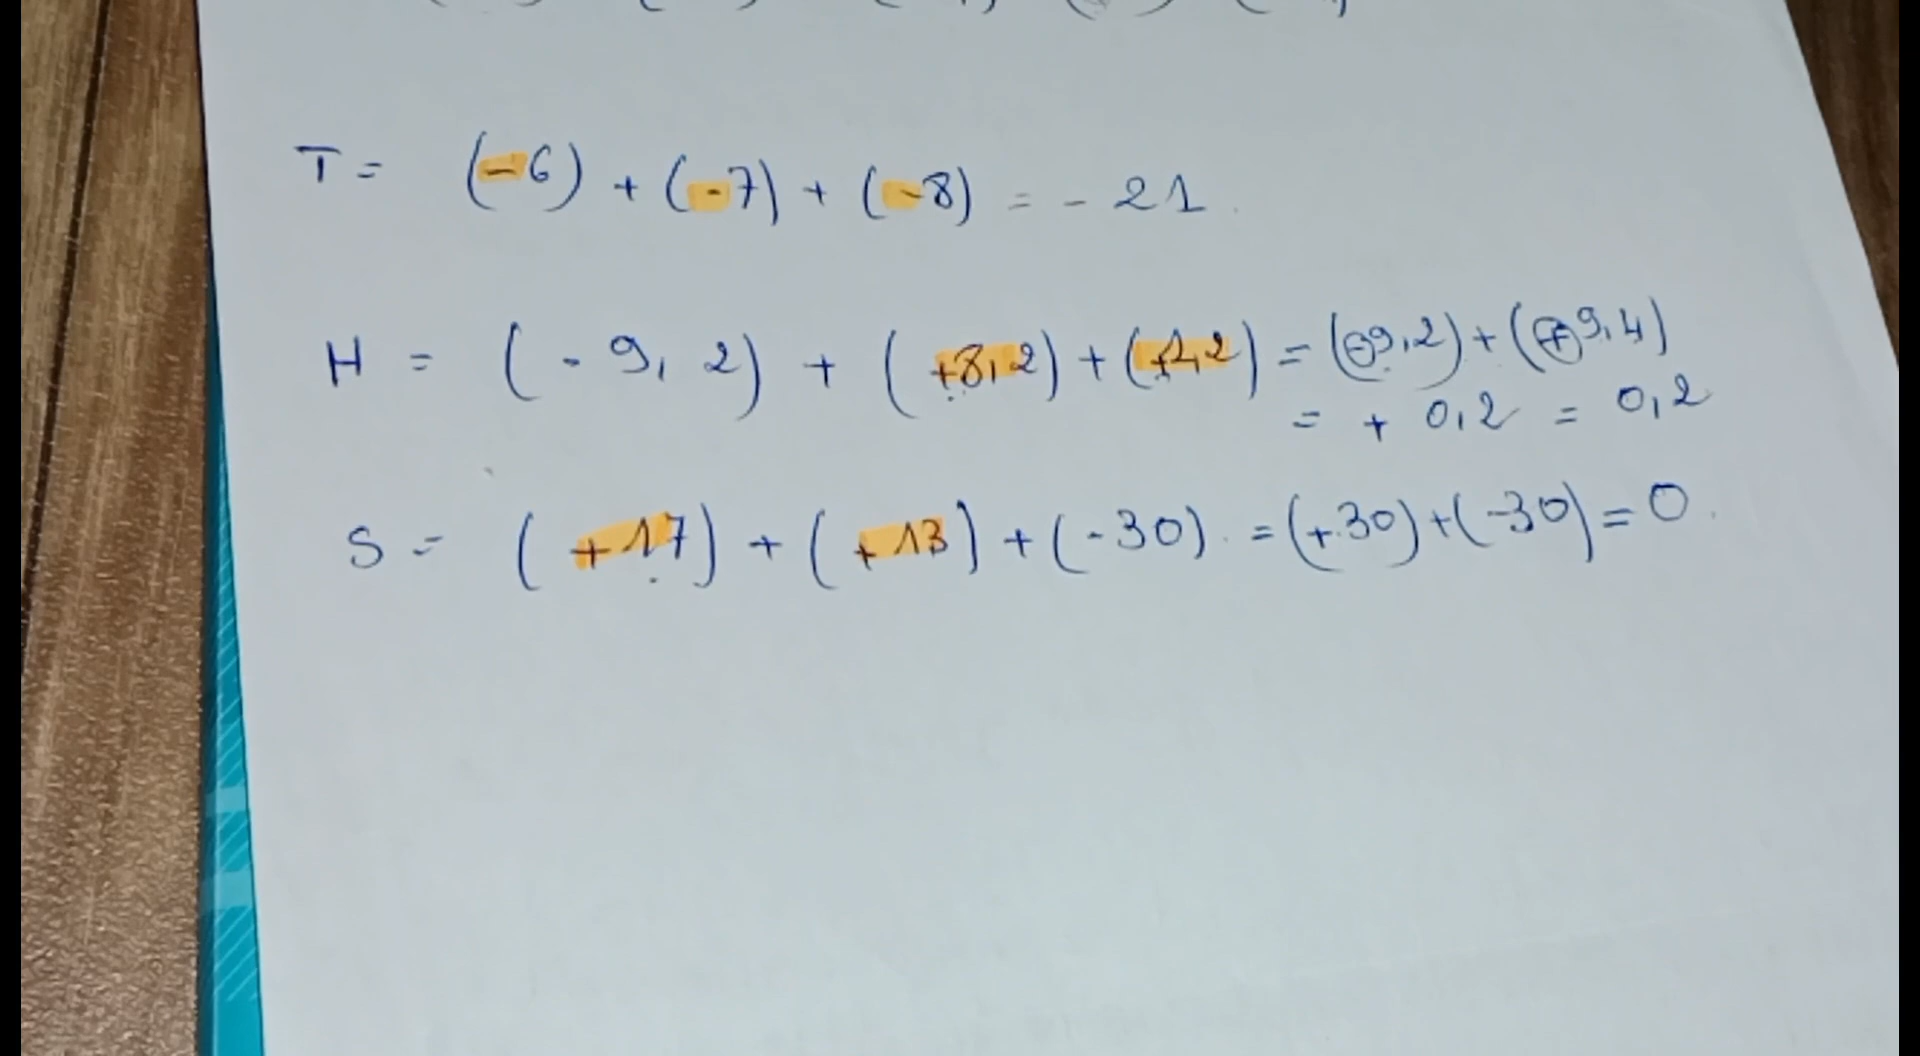 T = (-6) + (-7) + (-8) = - 21
H = (- 9, 2) + (+8,2) + (+1,2) = (-9,2) + (+9,4)
= + 0,2 = 0,2
S = (+17) + (+13) + (-30) = (+30) + (-30) = 0.